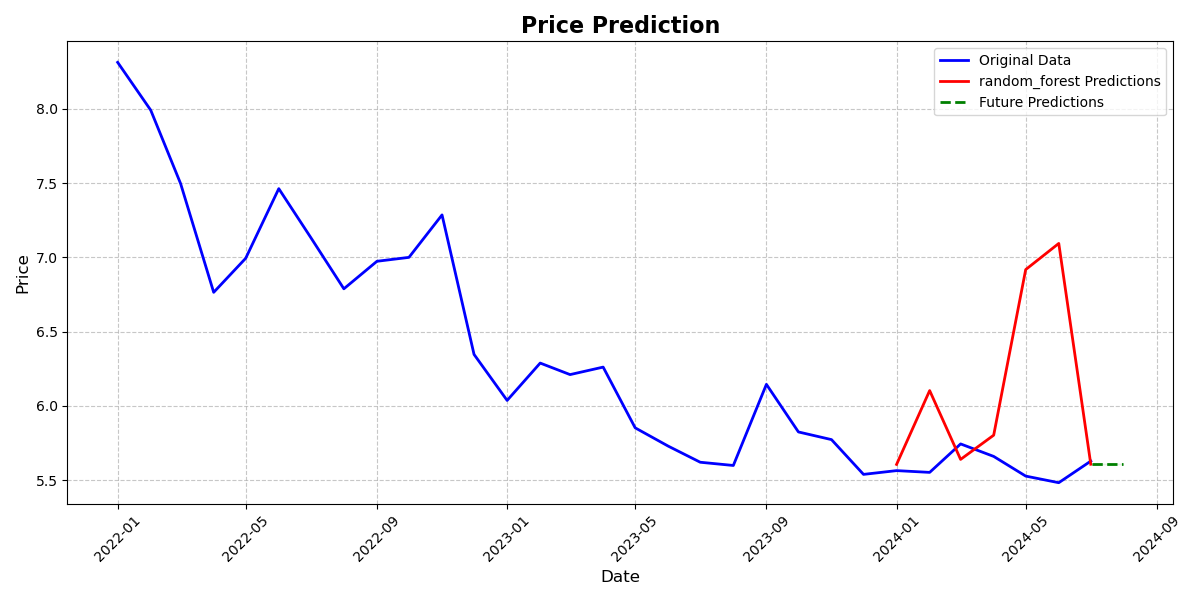 Price Prediction
Original Data
random_forest Predictions
Future Predictions
Price
8.0
7.5
7.0
6.5
6.0
5.5
2022-01
2022-05
2022-09
2023-01
2023-05
2023-09
2024-01
2024-05
2024-09
Date